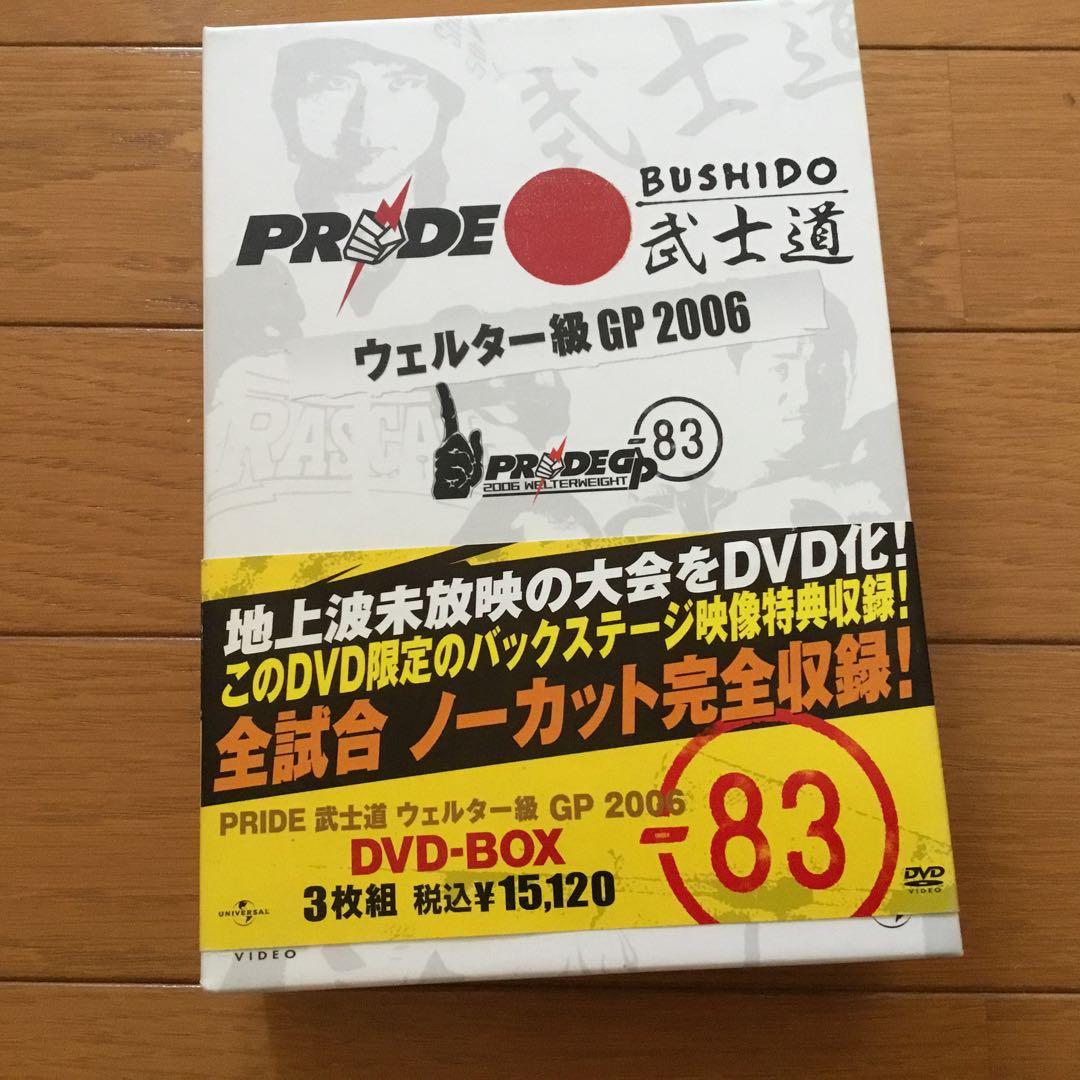 武士道
PRIDE
BUSHIDO
武士道
ウェルター級 GP 2006
RASCAL
PRIDE GP
2006 WELTERWEIGHT
-83
地上波未放映の大会をDVD化!
このDVD限定のバックステージ映像特典収録!
全試合 ノーカット完全収録!
PRIDE 武士道 ウェルター級 GP 2006
-83
DVD-BOX
3枚組 税込¥15,120
UNIVERSAL
DVD
VIDEO
VIDEO